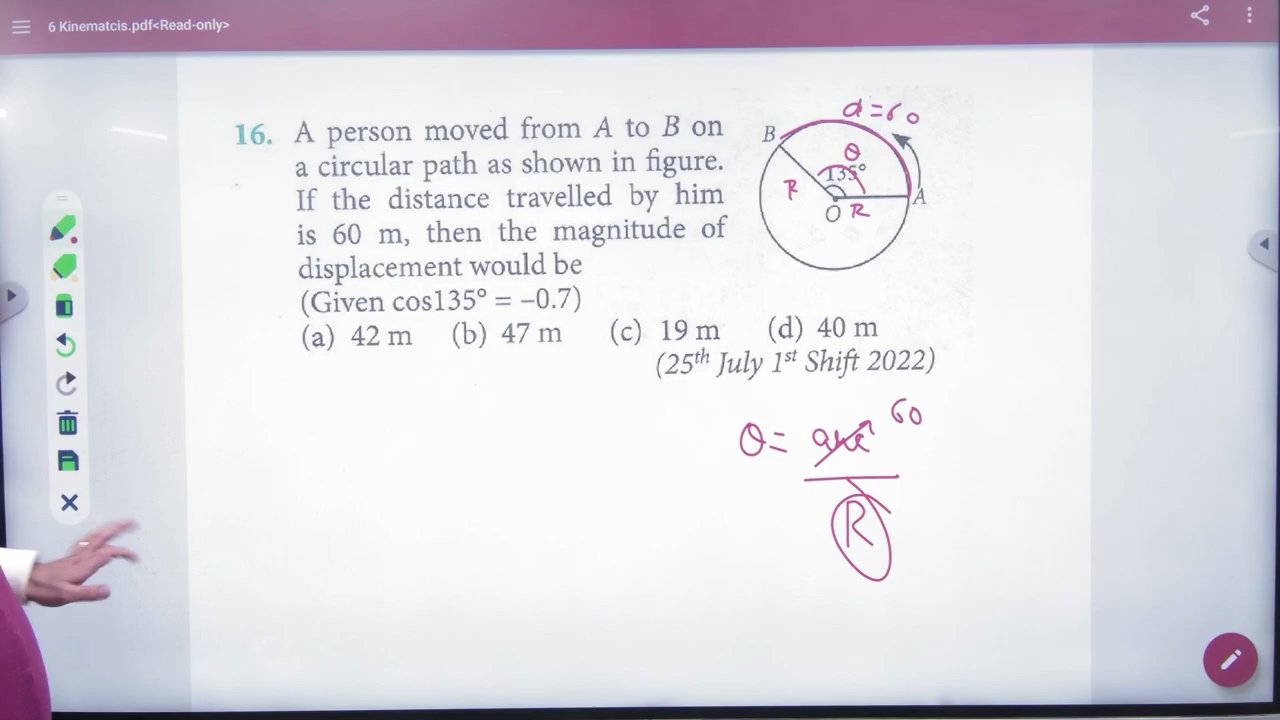 6 Kinematcis.pdf<Read-only>
16. A person moved from A to B on
a circular path as shown in figure.
If the distance travelled by him
is 60 m, then the magnitude of
displacement would be
(Given cos135° = –0.7)
(a) 42 m (b) 47 m (c) 19 m (d) 40 m
(25th July 1st Shift 2022)
d = 60
B
θ
135°
R
A
O R
θ = arc 60
R